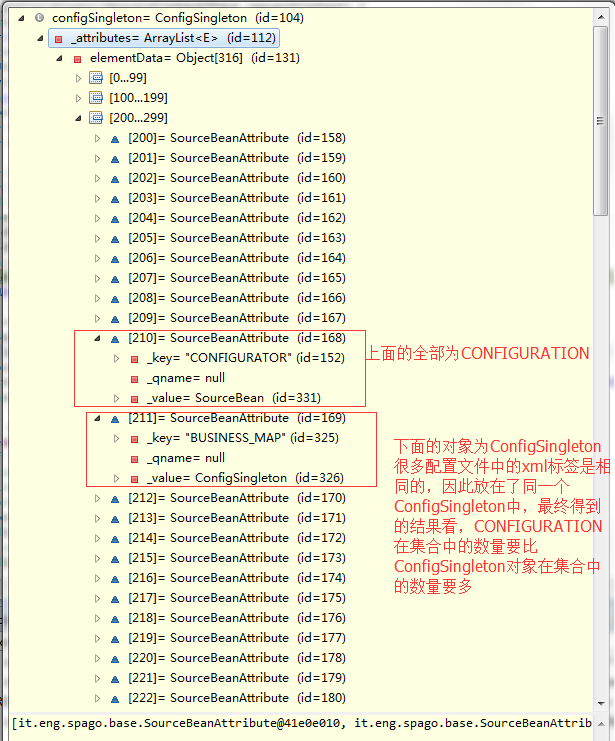 configSingleton= ConfigSingleton (id=104)
_attributes= ArrayList<E> (id=112)
elementData= Object[316] (id=131)
[0...99]
[100...199]
[200...299]
[200]= SourceBeanAttribute (id=158)
[201]= SourceBeanAttribute (id=159)
[202]= SourceBeanAttribute (id=160)
[203]= SourceBeanAttribute (id=161)
[204]= SourceBeanAttribute (id=162)
[205]= SourceBeanAttribute (id=163)
[206]= SourceBeanAttribute (id=164)
[207]= SourceBeanAttribute (id=165)
[208]= SourceBeanAttribute (id=166)
[209]= SourceBeanAttribute (id=167)
[210]= SourceBeanAttribute (id=168)
_key= "CONFIGURATOR" (id=152)
_qname= null
_value= SourceBean (id=331)
上面的全部为CONFIGURATION
[211]= SourceBeanAttribute (id=169)
_key= "BUSINESS_MAP" (id=325)
_qname= null
_value= ConfigSingleton (id=326)
下面的对象为ConfigSingleton
很多配置文件中的xml标签是相
同的，因此放在了同一个
ConfigSingleton中，最终得到
的结果看，CONFIGURATION
在集合中的数量要比
ConfigSingleton对象在集合中
的数量要多
[212]= SourceBeanAttribute (id=170)
[213]= SourceBeanAttribute (id=171)
[214]= SourceBeanAttribute (id=172)
[215]= SourceBeanAttribute (id=173)
[216]= SourceBeanAttribute (id=174)
[217]= SourceBeanAttribute (id=175)
[218]= SourceBeanAttribute (id=176)
[219]= SourceBeanAttribute (id=177)
[220]= SourceBeanAttribute (id=178)
[221]= SourceBeanAttribute (id=179)
[222]= SourceBeanAttribute (id=180)
[it.eng.spago.base.SourceBeanAttribute@41e0e010, it.eng.spago.base.SourceBeanAttrib